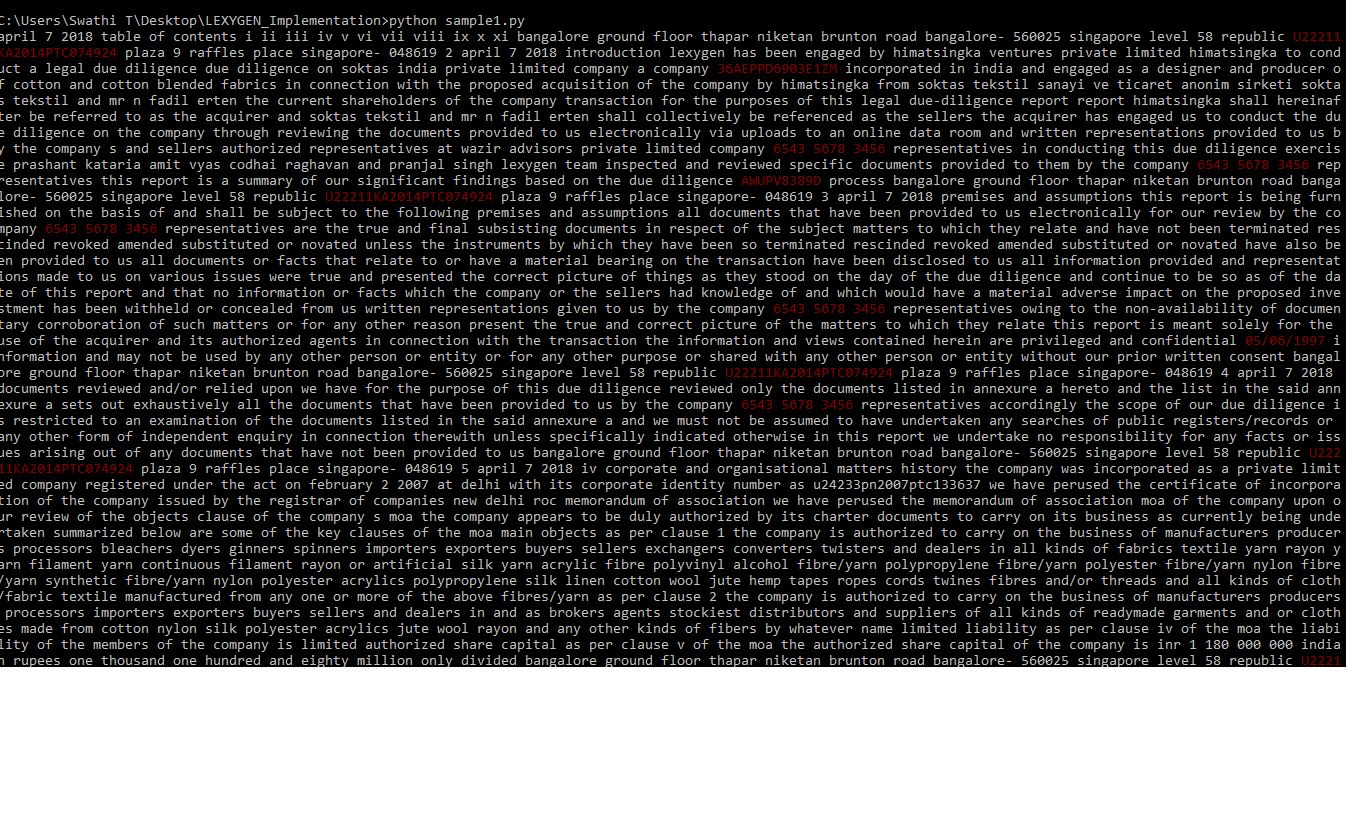 C:\Users\Swathi T\Desktop\LEXYGEN_Implementation>python sample1.py
april 7 2018 table of contents i ii iii iv v vi vii viii ix x xi bangalore ground floor thapar niketan brunton road bangalore- 560025 singapore level 58 republic U22211
KA2014PTC074924 plaza 9 raffles place singapore- 048619 2 april 7 2018 introduction lexygen has been engaged by himatsingka ventures private limited himatsingka to cond
uct a legal due diligence due diligence on soktas india private limited company a company 36AEPPD6903E1ZM incorporated in india and engaged as a designer and producer o
f cotton and cotton blended fabrics in connection with the proposed acquisition of the company by himatsingka from soktas tekstil sanayi ve ticaret anonim sirketi sokta
s tekstil and mr n fadil erten the current shareholders of the company transaction for the purposes of this legal due-diligence report report himatsingka shall hereinaf
ter be referred to as the acquirer and soktas tekstil and mr n fadil erten shall collectively be referenced as the sellers the acquirer has engaged us to conduct the du
e diligence on the company through reviewing the documents provided to us electronically via uploads to an online data room and written representations provided to us b
y the company s and sellers authorized representatives at wazir advisors private limited company 6543 5678 3456 representatives in conducting this due diligence exercis
e prashant kataria amit vyas codhai raghavan and pranjal singh lexygen team inspected and reviewed specific documents provided to them by the company 6543 5678 3456 rep
resentatives this report is a summary of our significant findings based on the due diligence AWUPV8389D process bangalore ground floor thapar niketan brunton road banga
lore- 560025 singapore level 58 republic U22211KA2014PTC074924 plaza 9 raffles place singapore- 048619 3 april 7 2018 premises and assumptions this report is being furn
ished on the basis of and shall be subject to the following premises and assumptions all documents that have been provided to us electronically for our review by the co
mpany 6543 5678 3456 representatives are the true and final subsisting documents in respect of the subject matters to which they relate and have not been terminated res
cinded revoked amended substituted or novated unless the instruments by which they have been so terminated rescinded revoked amended substituted or novated have also be
en provided to us all documents or facts that relate to or have a material bearing on the transaction have been disclosed to us all information provided and representat
ions made to us on various issues were true and presented the correct picture of things as they stood on the day of the due diligence and continue to be so as of the da
te of this report and that no information or facts which the company or the sellers had knowledge of and which would have a material adverse impact on the proposed inve
stment has been withheld or concealed from us written representations given to us by the company 6543 5678 3456 representatives owing to the non-availability of documen
tary corroboration of such matters or for any other reason present the true and correct picture of the matters to which they relate this report is meant solely for the
use of the acquirer and its authorized agents in connection with the transaction the information and views contained herein are privileged and confidential 05/06/1997 i
nformation and may not be used by any other person or entity or for any other purpose or shared with any other person or entity without our prior written consent bangal
ore ground floor thapar niketan brunton road bangalore- 560025 singapore level 58 republic U22211KA2014PTC074924 plaza 9 raffles place singapore- 048619 4 april 7 2018
documents reviewed and/or relied upon we have for the purpose of this due diligence reviewed only the documents listed in annexure a hereto and the list in the said ann
exure a sets out exhaustively all the documents that have been provided to us by the company 6543 5678 3456 representatives accordingly the scope of our due diligence i
s restricted to an examination of the documents listed in the said annexure a and we must not be assumed to have undertaken any searches of public registers/records or
any other form of independent enquiry in connection therewith unless specifically indicated otherwise in this report we undertake no responsibility for any facts or iss
ues arising out of any documents that have not been provided to us bangalore ground floor thapar niketan brunton road bangalore- 560025 singapore level 58 republic U222
11KA2014PTC074924 plaza 9 raffles place singapore- 048619 5 april 7 2018 iv corporate and organisational matters history the company was incorporated as a private limit
ed company registered under the act on february 2 2007 at delhi with its corporate identity number as u24233pn2007ptc133637 we have perused the certificate of incorpora
tion of the company issued by the registrar of companies new delhi roc memorandum of association we have perused the memorandum of association moa of the company upon o
ur review of the objects clause of the company s moa the company appears to be duly authorized by its charter documents to carry on its business as currently being unde
rtaken summarized below are some of the key clauses of the moa main objects as per clause 1 the company is authorized to carry on the business of manufacturers producer
s processors bleachers dyers ginners spinners importers exporters buyers sellers exchangers converters twisters and dealers in all kinds of fabrics textile yarn rayon y
arn filament yarn continuous filament rayon or artificial silk yarn acrylic fibre polyvinyl alcohol fibre/yarn polypropylene fibre/yarn polyester fibre/yarn nylon fibre
/yarn synthetic fibre/yarn nylon polyester acrylics polypropylene silk linen cotton wool jute hemp tapes ropes cords twines fibres and/or threads and all kinds of cloth
/fabric textile manufactured from any one or more of the above fibres/yarn as per clause 2 the company is authorized to carry on the business of manufacturers producers
processors importers exporters buyers sellers and dealers in and as brokers agents stockiest distributors and suppliers of all kinds of readymade garments and or cloth
es made from cotton nylon silk polyester acrylics jute wool rayon and any other kinds of fibers by whatever name limited liability as per clause iv of the moa the liabi
lity of the members of the company is limited authorized share capital as per clause v of the moa the authorized share capital of the company is inr 1 180 000 000 india
n rupees one thousand one hundred and eighty million only divided bangalore ground floor thapar niketan brunton road bangalore- 560025 singapore level 58 republic U2221